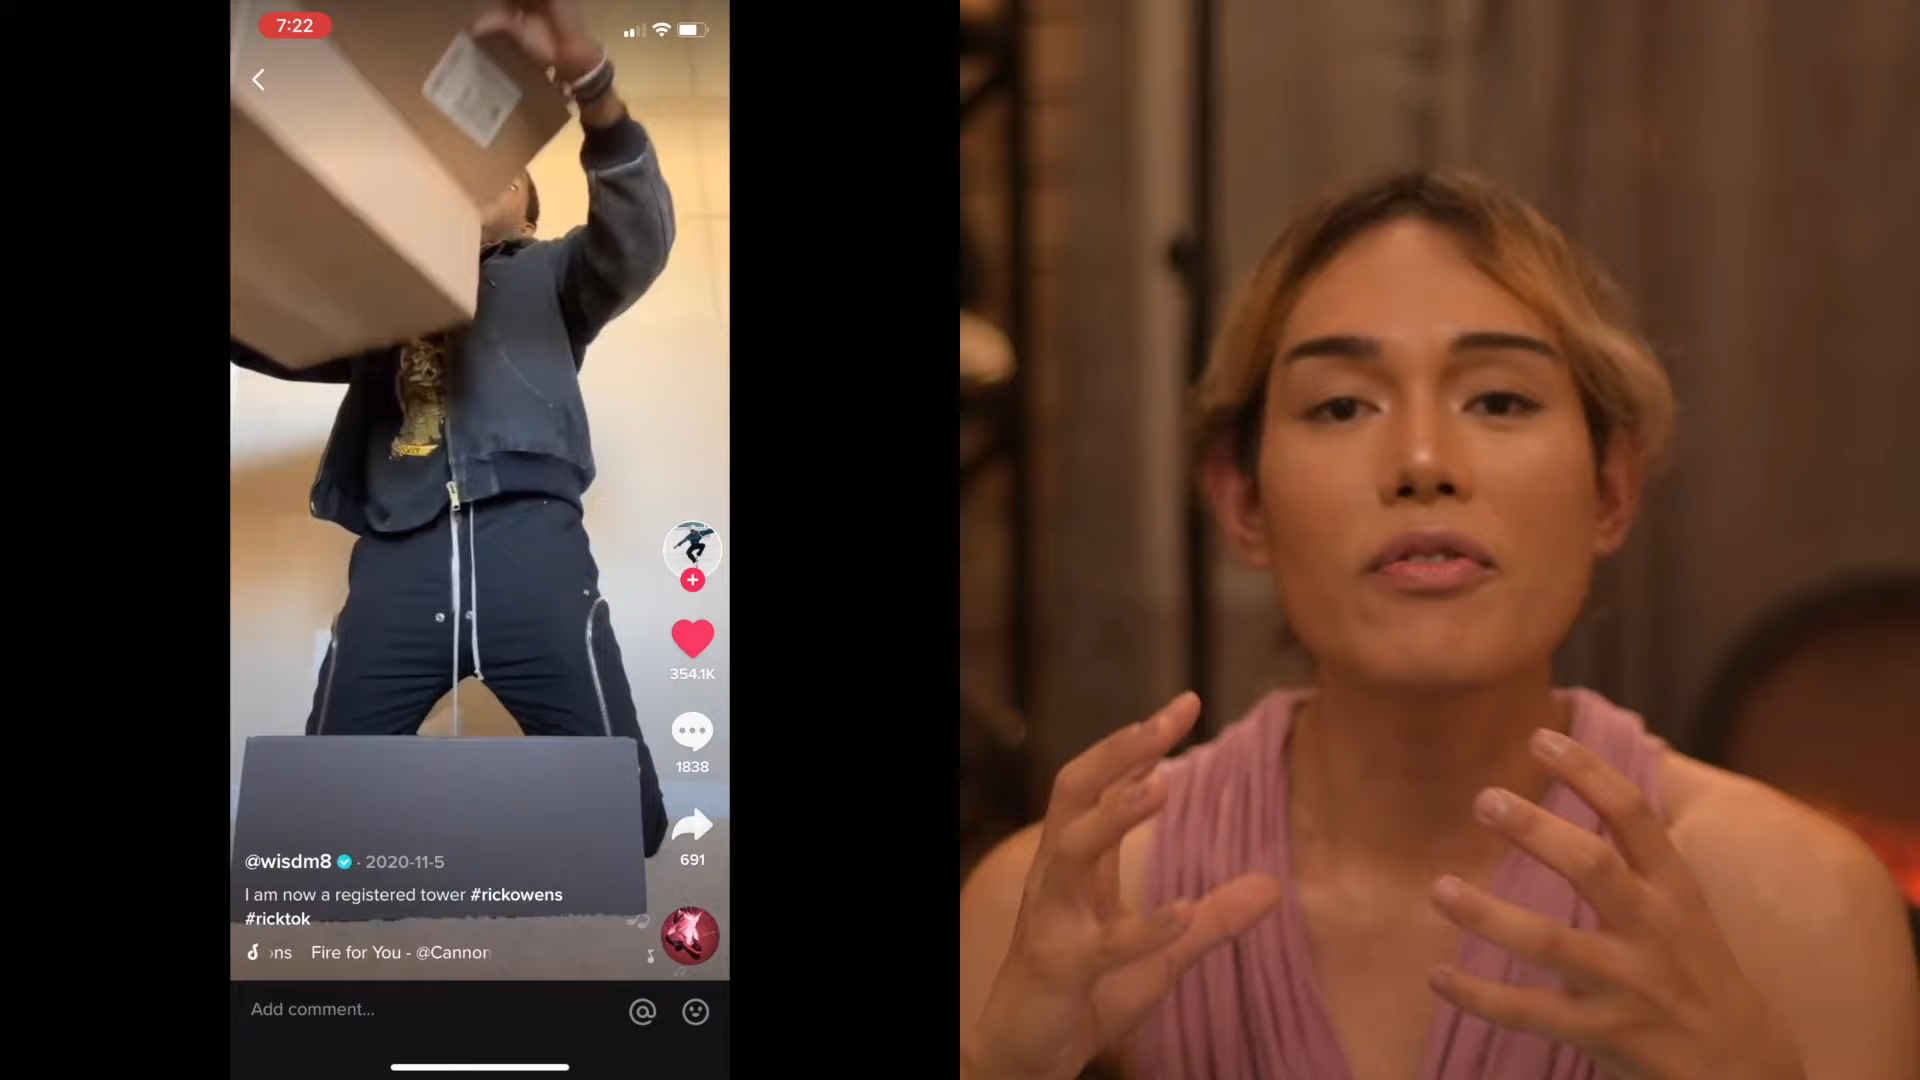 7:22
354.1K
1838
691
@wisdm8 · 2020-11-5
I am now a registered tower #rickowens
#ricktok
ons Fire for You - @Cannon
Add comment...